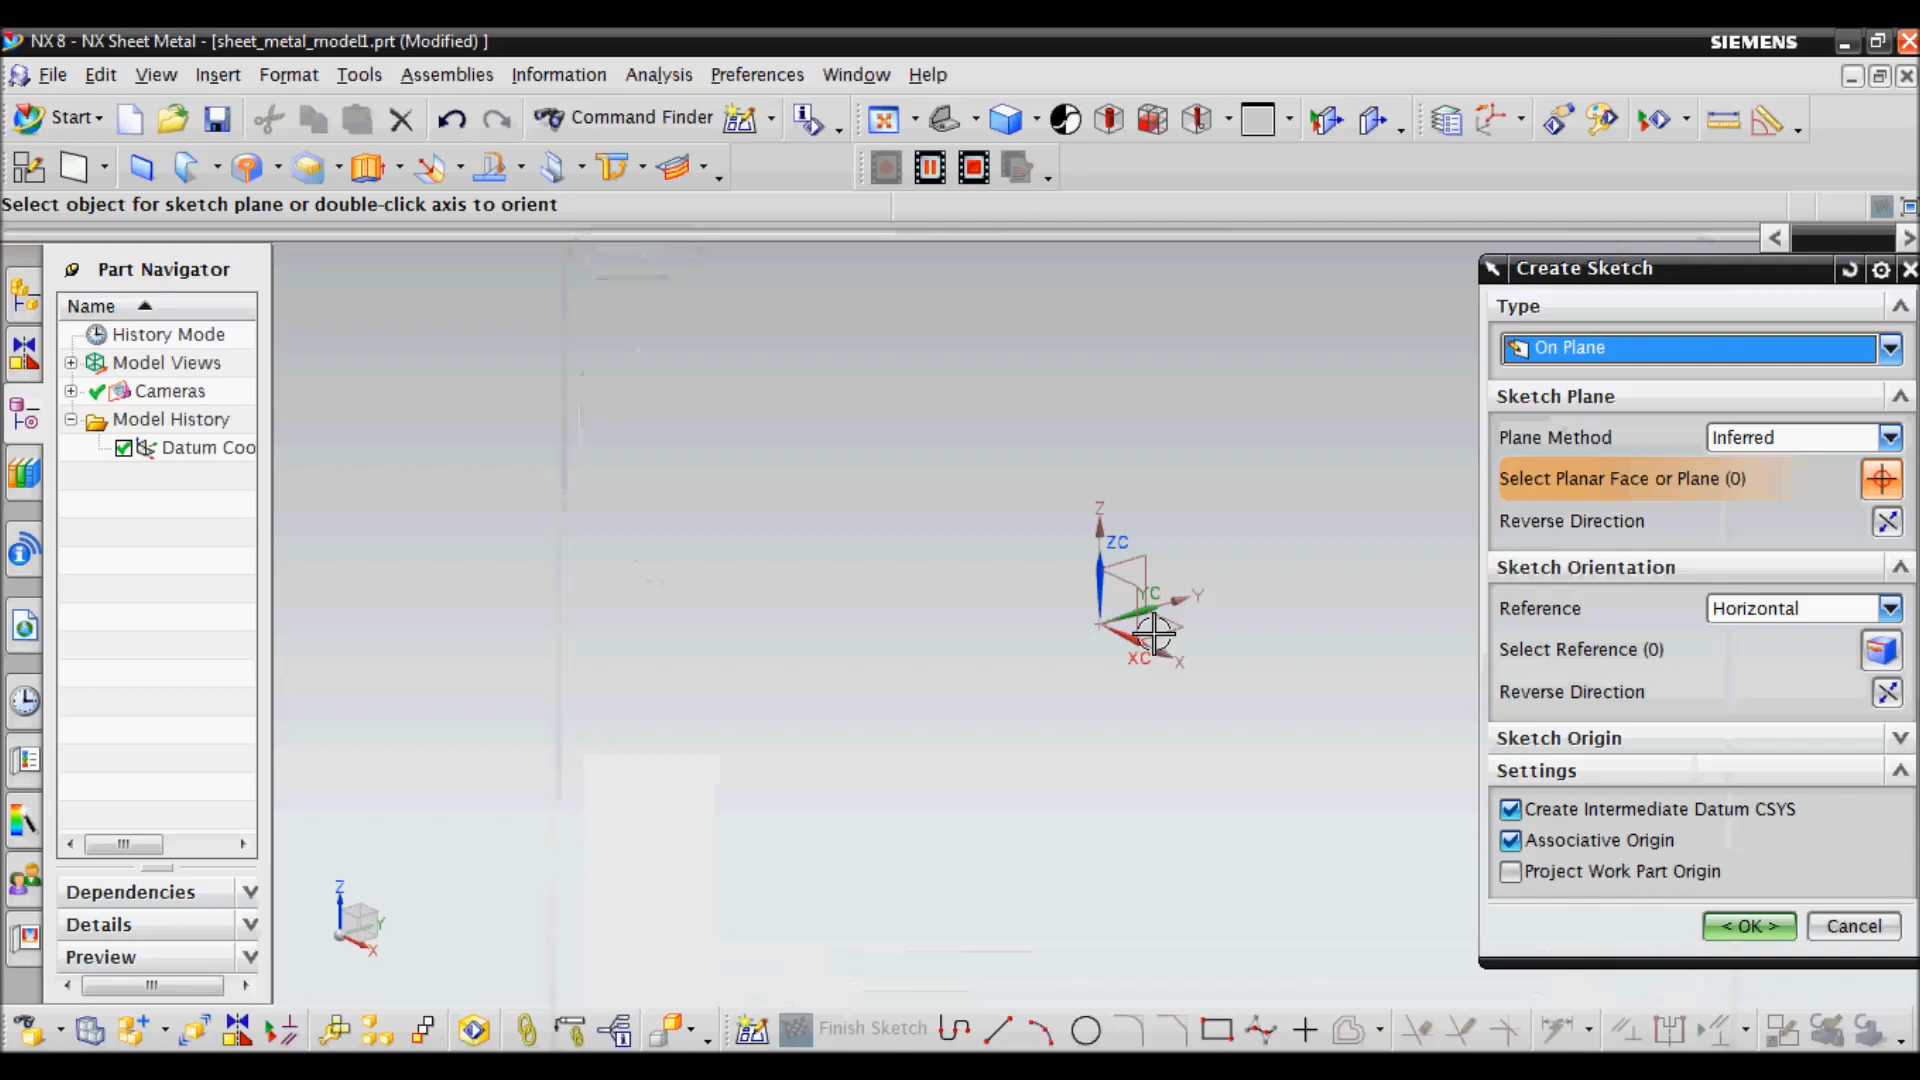 NX 8 - NX Sheet Metal - [sheet_metal_model1.prt (Modified) ]
SIEMENS
File Edit View Insert Format Tools Assemblies Information Analysis Preferences Window Help
Start
Command Finder
Select object for sketch plane or double-click axis to orient
Part Navigator
Name
History Mode
Model Views
Cameras
Model History
Datum Coo
Dependencies
Details
Preview
Z
ZC
YC
Y
XC
X
Z
Y
X
Create Sketch
Type
On Plane
Sketch Plane
Plane Method Inferred
Select Planar Face or Plane (0)
Reverse Direction
Sketch Orientation
Reference Horizontal
Select Reference (0)
Reverse Direction
Sketch Origin
Settings
Create Intermediate Datum CSYS
Associative Origin
Project Work Part Origin
< OK > Cancel
Finish Sketch